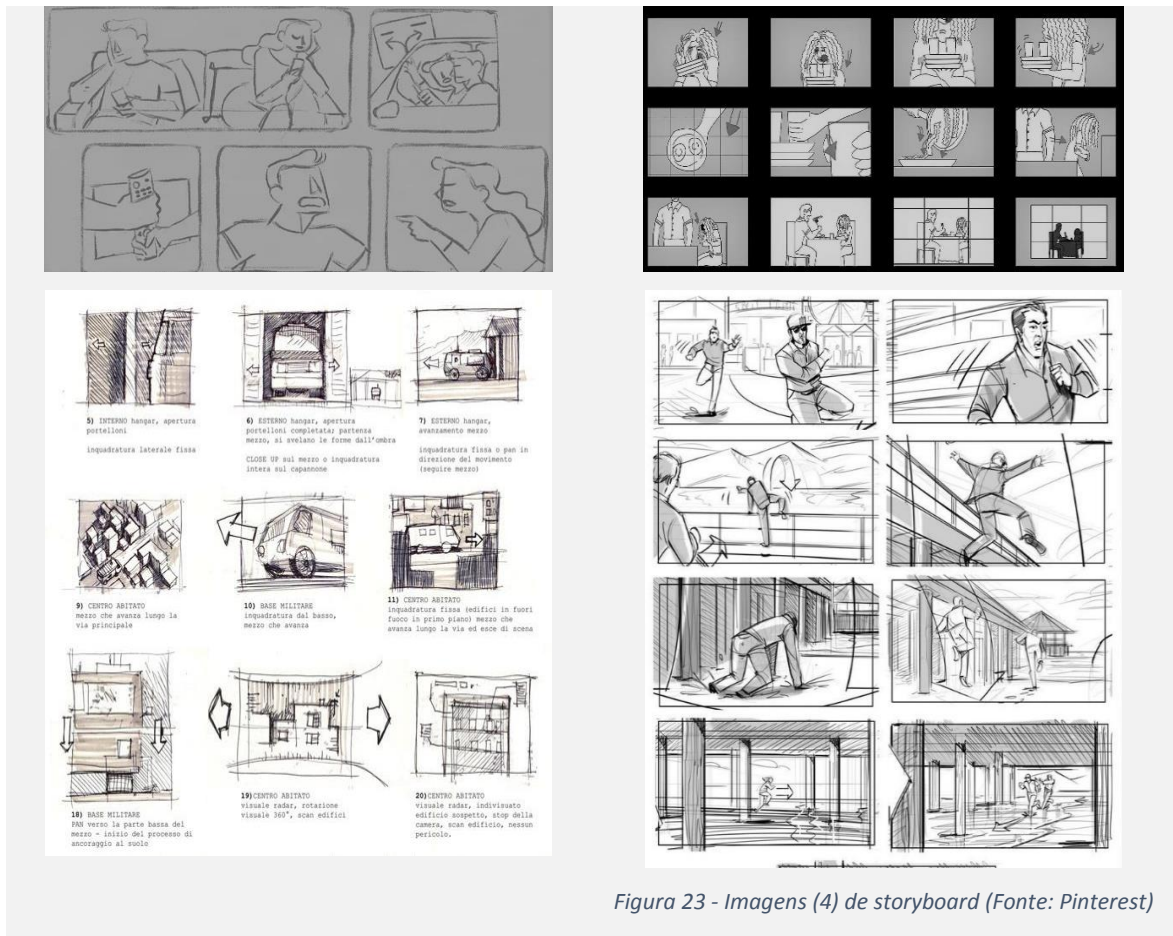 5) INTERNO hangar, apertura
portelloni
inquadratura laterale fissa
6) ESTERNO hangar, apertura
portelloni completata; partenza
mezzo, si svelano le forme dall'ombra
CLOSE UP sul mezzo o inquadratura
intera sul capannone
7) ESTERNO hangar,
avanzamento mezzo
inquadratura fissa o pan in
direzione del movimento
(seguire mezzo)
9) CENTRO ABITATO
mezzo che avanza lungo la
via principale
10) BASE MILITARE
inquadratura dal basso,
mezzo che avanza
11) CENTRO ABITATO
inquadratura fissa (edifici in fuori
fuoco in primo piano) mezzo che
avanza lungo la via ed esce di scena
18) BASE MILITARE
PAN verso la parte bassa del
mezzo - inizio del processo di
ancoraggio al suolo
19)CENTRO ABITATO
visuale radar, rotazione
visuale 360°, scan edifici
20)CENTRO ABITATO
visuale radar, indivisuato
edificio sospetto, stop della
camera, scan edificio, nessun
pericolo.
Figura 23 - Imagens (4) de storyboard (Fonte: Pinterest)